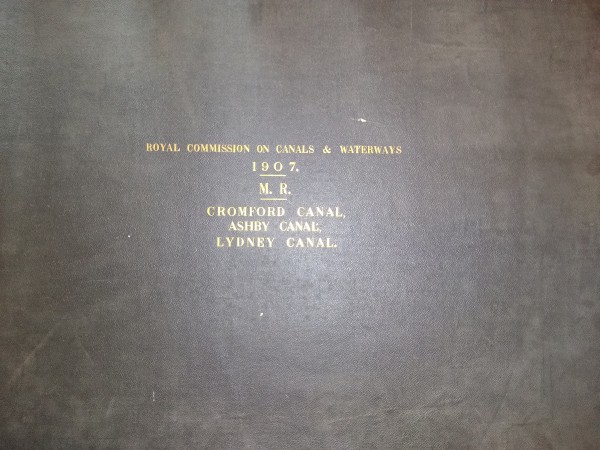 ROYAL COMMISSION ON CANALS & WATERWAYS
1907.
M. R.
CROMFORD CANAL,
ASHBY CANAL,
LYDNEY CANAL.